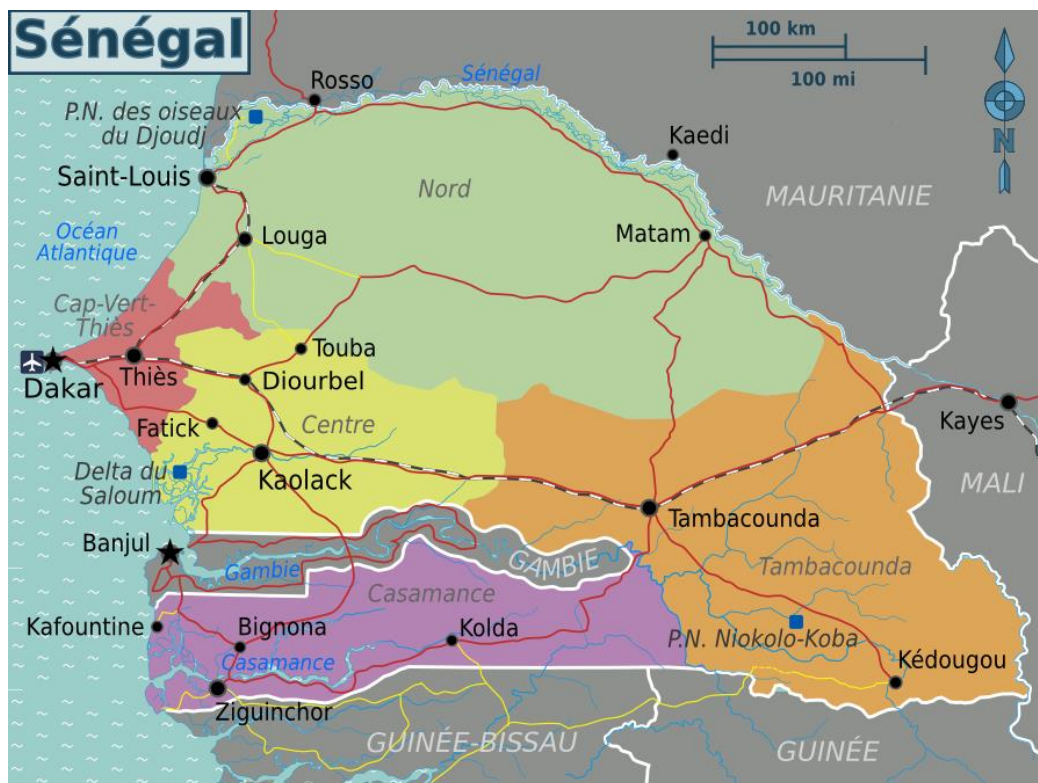 Sénégal
100 km
100 mi
Rosso
Sénégal
P.N. des oiseaux
du Djoudj
Kaedi
N
Saint-Louis
Nord
MAURITANIE
Océan
Atlantique
Louga
Matam
Cap-Vert-
Thiès
Touba
Dakar
Thiès
Diourbel
Fatick
Centre
Kayes
Kaolack
Delta du
Saloum
MALI
Tambacounda
Banjul
Gambie
GAMBIE
Tambacounda
Casamance
Kafountine
Bignona
Kolda
P.N. Niokolo-Koba
Casamance
Kédougou
Ziguinchor
GUINÉE-BISSAU
GUINÉE